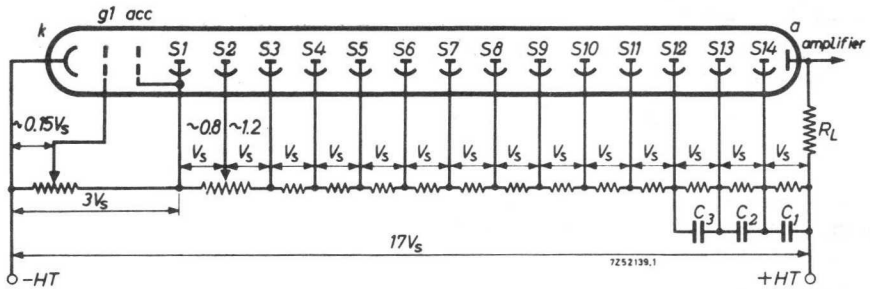 g1 acc
k S1 S2 S3 S4 S5 S6 S7 S8 S9 S10 S11 S12 S13 S14 a amplifier
~0.15Vs ~0.8 ~1.2 RL
Vs Vs Vs Vs Vs Vs Vs Vs Vs Vs Vs Vs Vs Vs
3Vs C3 C2 C1
17Vs
7Z52139.1
-HT +HT